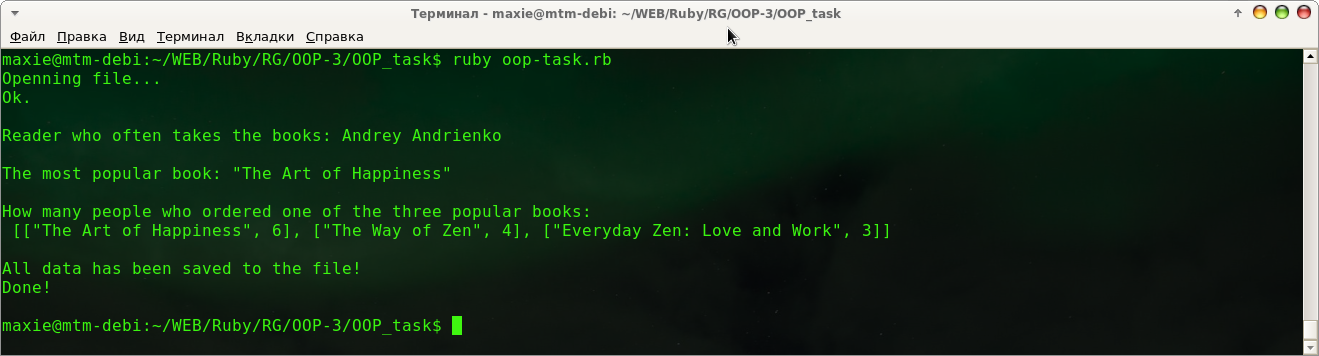 Терминал - maxie@mtm-debi: ~/WEB/Ruby/RG/OOP-3/OOP_task
Файл Правка Вид Терминал Вкладки Справка
maxie@mtm-debi:~/WEB/Ruby/RG/OOP-3/OOP_task$ ruby oop-task.rb
Openning file...
Ok.
Reader who often takes the books: Andrey Andrienko
The most popular book: "The Art of Happiness"
How many people who ordered one of the three popular books:
[["The Art of Happiness", 6], ["The Way of Zen", 4], ["Everyday Zen: Love and Work", 3]]
All data has been saved to the file!
Done!
maxie@mtm-debi:~/WEB/Ruby/RG/OOP-3/OOP_task$